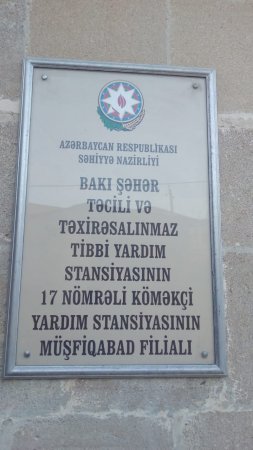 AZƏRBAYCAN RESPUBLİKASI
SƏHİYYƏ NAZİRLİYİ
BAKI ŞƏHƏR
TƏCİLİ VƏ
TƏXİRƏSALINMAZ
TİBBİ YARDIM
STANSİYASININ
17 NÖMRƏLİ KÖMƏKÇİ
YARDIM STANSİYASININ
MÜŞFİQABAD FİLİALI